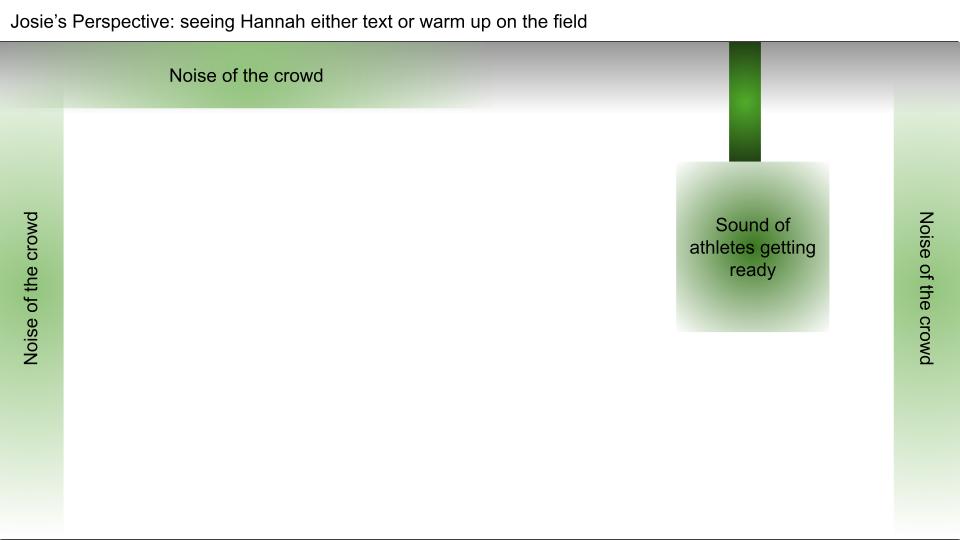 Josie's Perspective: seeing Hannah either text or warm up on the field
Noise of the crowd
Noise of the crowd
Sound of
athletes getting
ready
Noise of the crowd